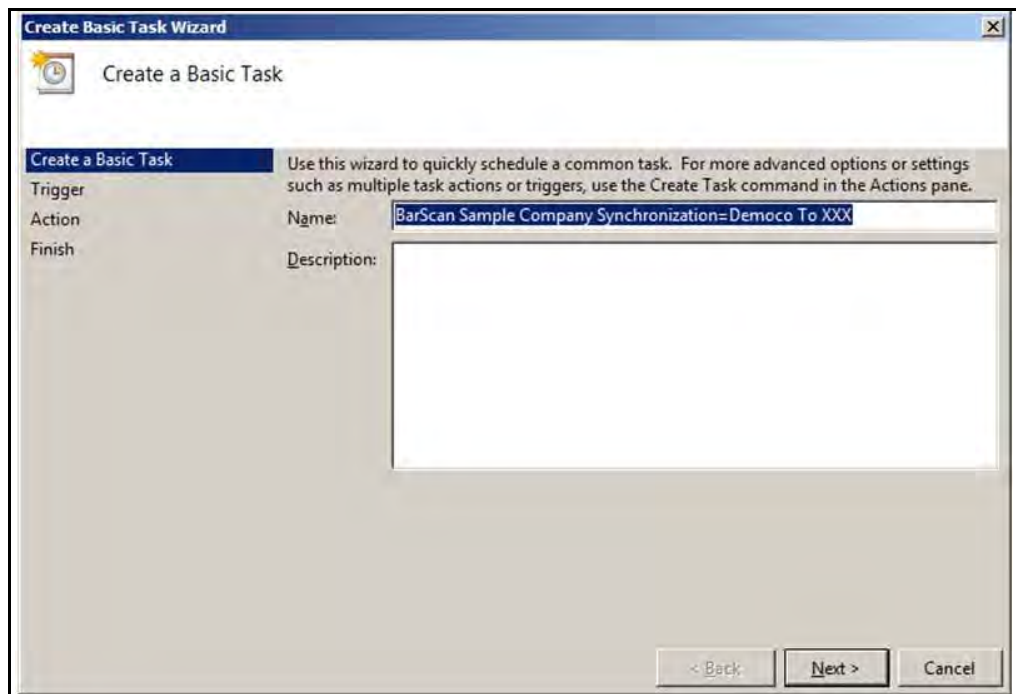 Create Basic Task Wizard
Create a Basic Task
Create a Basic Task
Trigger
Action
Finish
Use this wizard to quickly schedule a common task. For more advanced options or settings
such as multiple task actions or triggers, use the Create Task command in the Actions pane.
Name:
BarScan Sample Company Synchronization=Democo To XXX
Description:
< Back
Next >
Cancel